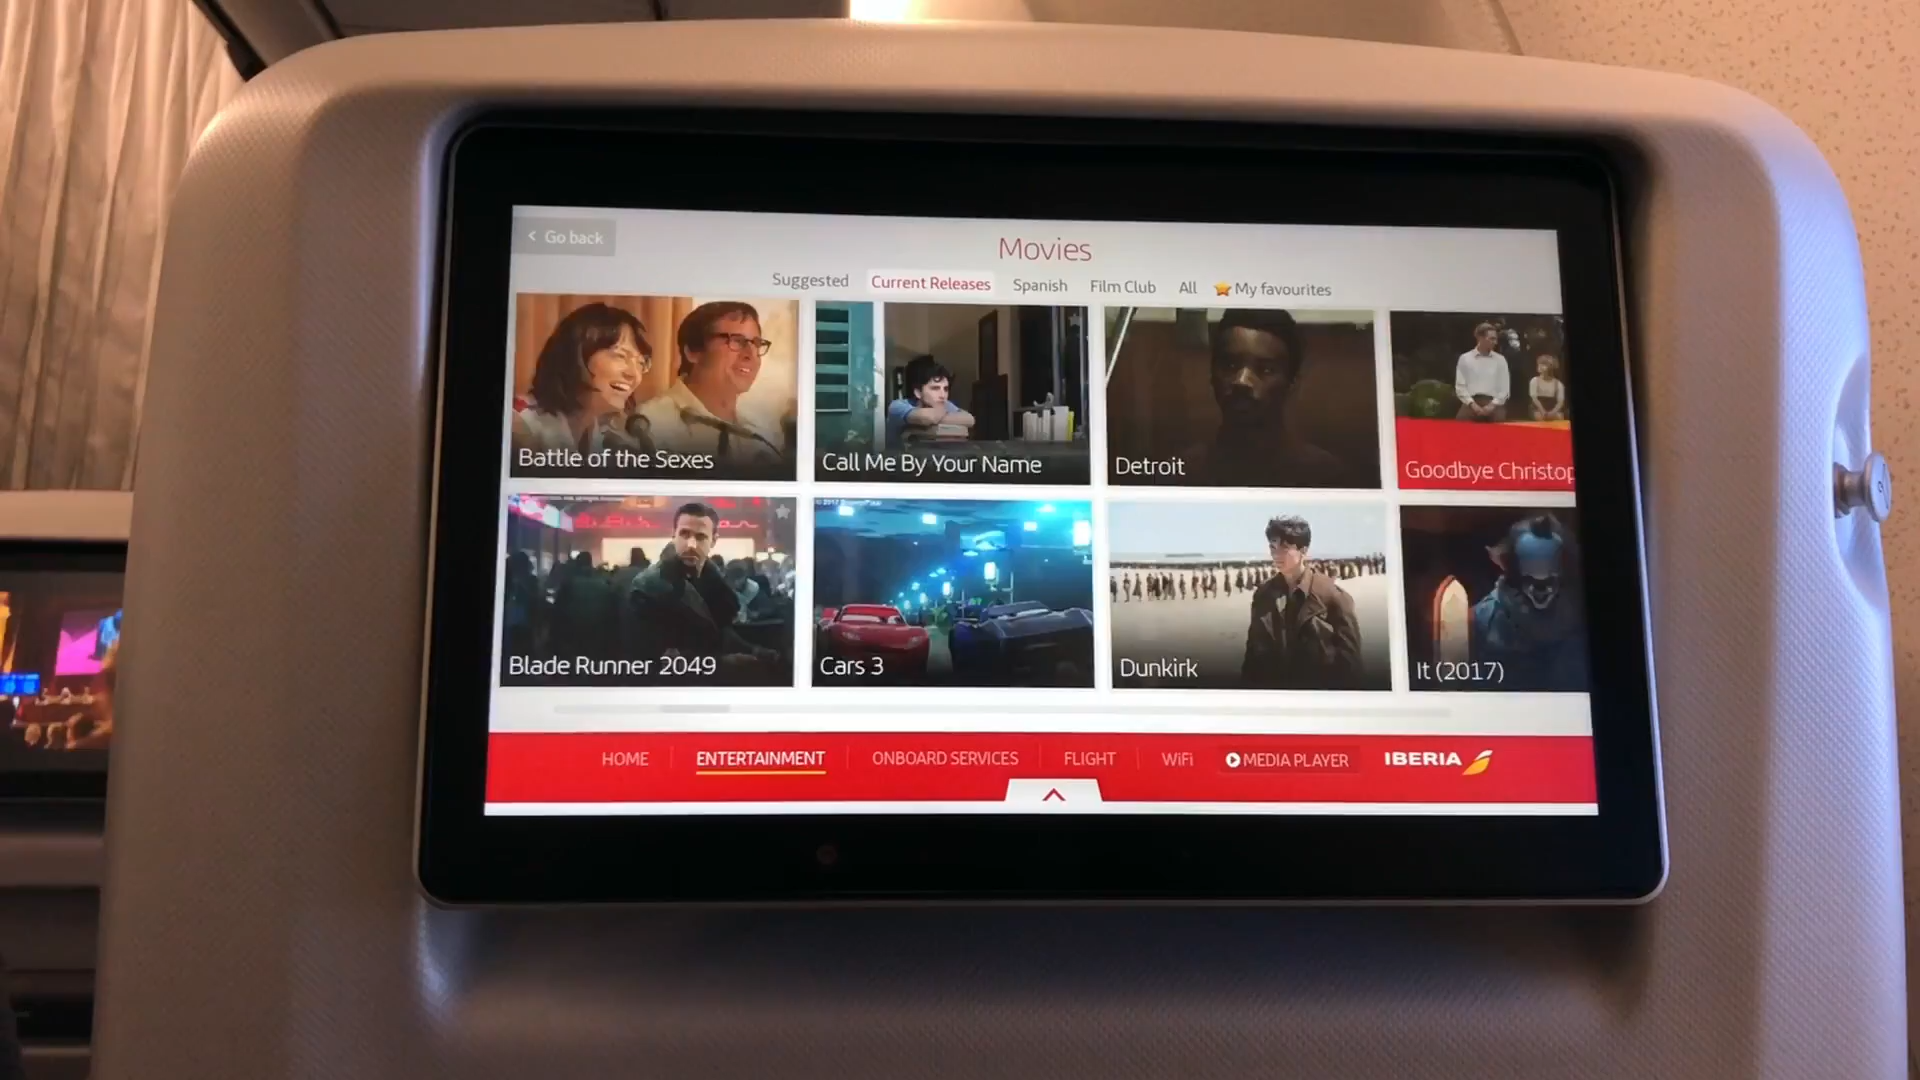 < Go back
Movies
Suggested Current Releases Spanish Film Club All My favourites
Battle of the Sexes
Call Me By Your Name
Detroit
Goodbye Christop
Blade Runner 2049
Cars 3
Dunkirk
It (2017)
HOME ENTERTAINMENT ONBOARD SERVICES FLIGHT WiFi MEDIA PLAYER IBERIA